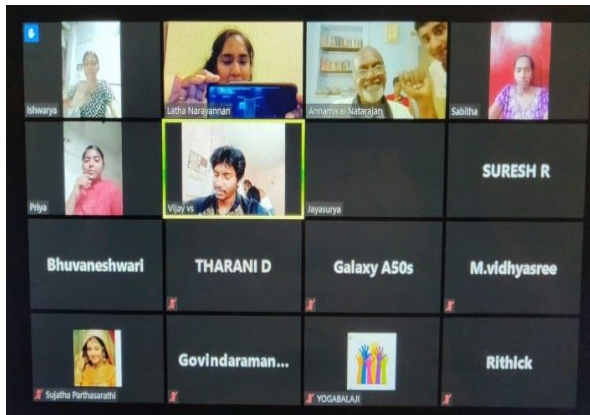 Ishwarya
Latha Narayannan
Annamalai Natarajan
Sabitha
Priya
Vijay vs
Jayasurya
SURESH R
Bhuvaneshwari
THARANI D
Galaxy A50s
M.vidhyasree
Sujatha Parthasarathi
Govindaraman...
YOGABALAJI
Rithick